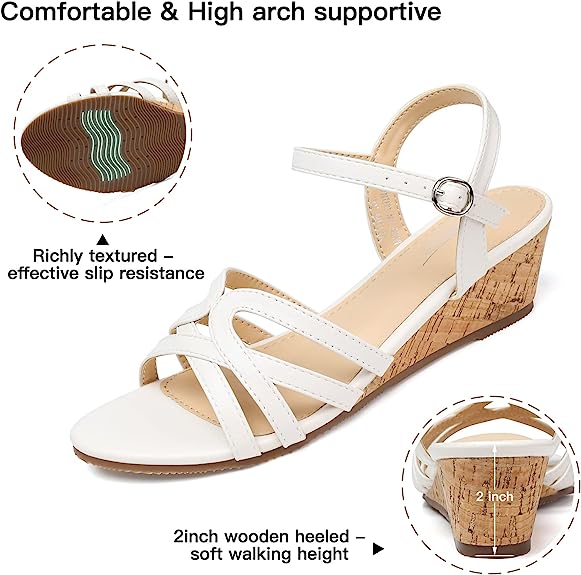 Comfortable & High arch supportive
Richly textured –
effective slip resistance
2 inch
2inch wooden heeled –
soft walking height